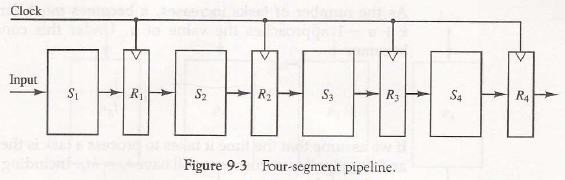 Clock
Input
S1
R1
S2
R2
S3
R3
S4
R4
Figure 9-3 Four-segment pipeline.